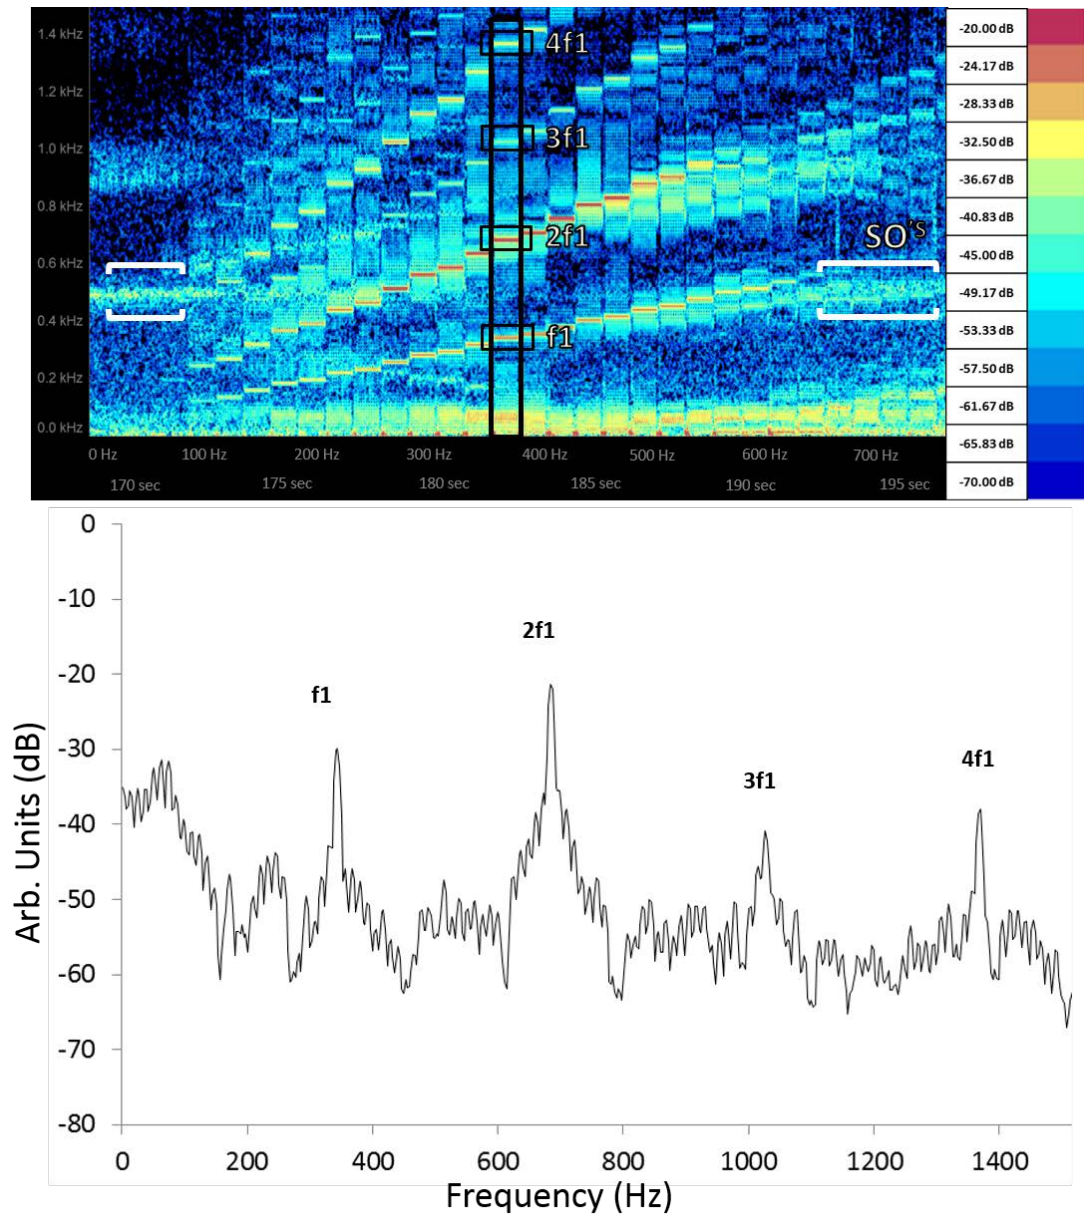 1.4 kHz
1.2 kHz
1.0 kHz
0.8 kHz
0.6 kHz
0.4 kHz
0.2 kHz
0.0 kHz
4f1
3f1
2f1
f1
SO'S
0 Hz 100 Hz 200 Hz 300 Hz 400 Hz 500 Hz 600 Hz 700 Hz
170 sec 175 sec 180 sec 185 sec 190 sec 195 sec
-20.00 dB
-24.17 dB
-28.33 dB
-32.50 dB
-36.67 dB
-40.83 dB
-45.00 dB
-49.17 dB
-53.33 dB
-57.50 dB
-61.67 dB
-65.83 dB
-70.00 dB
0
-10
-20
-30
-40
-50
-60
-70
-80
Arb. Units (dB)
f1
2f1
3f1
4f1
0 200 400 600 800 1000 1200 1400
Frequency (Hz)